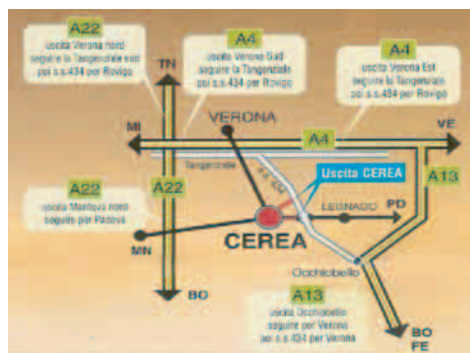 A22
uscita Verona nord
seguire la Tangenziale sud
poi s.s.434 per Rovigo
A4
uscita Verona Sud
seguire la Tangenziale
poi s.s.434 per Rovigo
A4
uscita Verona Est
seguire la Tangenziale
poi s.s.434 per Rovigo
TN
VERONA
MI
A4
VE
Tangenziale
Uscita CEREA
A13
A22
uscita Mantova nord
seguire per Padova
A22
LEGNAGO
PD
MN
CEREA
Occhiobello
BO
A13
uscita Occhiobello
seguire per Verona
poi s.s.434 per Verona
BO
FE